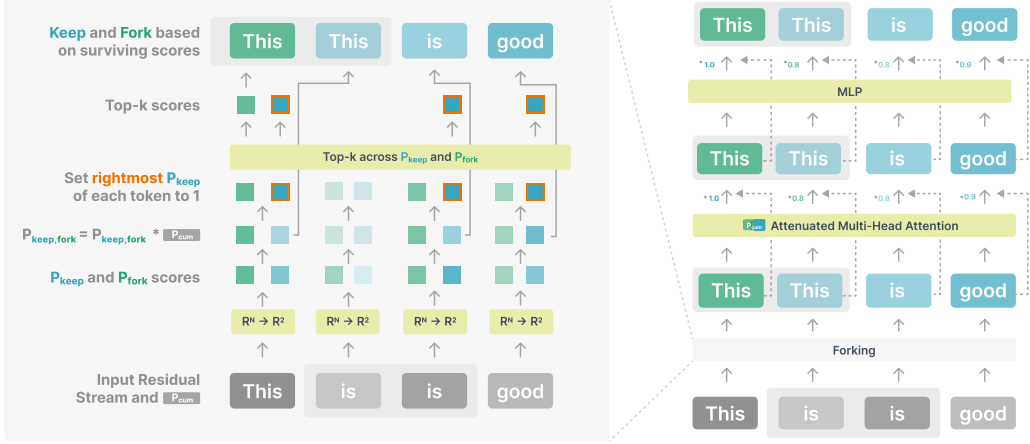 Keep and Fork based
on surviving scores
This This is good
Top-k scores
Top-k across Pkeep and Pfork
Set rightmost Pkeep
of each token to 1
Pkeep,fork = Pkeep,fork * Pcum
Pkeep and Pfork scores
Rᴺ → R² Rᴺ → R² Rᴺ → R² Rᴺ → R²
Input Residual
Stream and Pcum
This is is good
This This is good
*1.0 *0.8 *0.8 *0.9
MLP
This This is good
*1.0 *0.8 *0.8 *0.9
Pcum Attenuated Multi-Head Attention
This This is good
Forking
This is is good